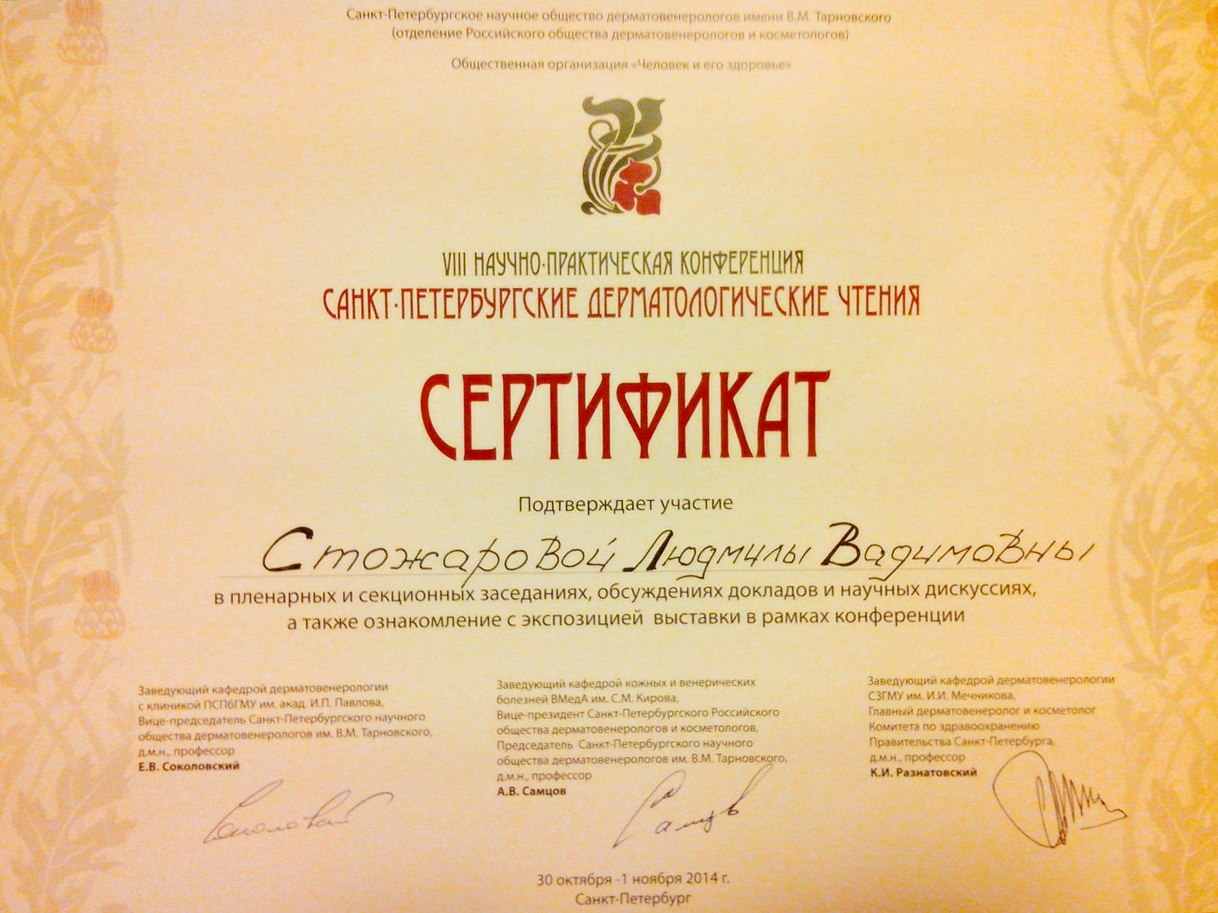 Санкт-Петербургское научное общество дерматовенерологов имени В.М. Тарновского
(отделение Российского общества дерматовенерологов и косметологов)
Общественная организация «Человек и его здоровье»
VIII НАУЧНО-ПРАКТИЧЕСКАЯ КОНФЕРЕНЦИЯ
САНКТ-ПЕТЕРБУРГСКИЕ ДЕРМАТОЛОГИЧЕСКИЕ ЧТЕНИЯ
СЕРТИФИКАТ
Подтверждает участие
Стожаровой Людмилы Вадимовны
в пленарных и секционных заседаниях, обсуждениях докладов и научных дискуссиях,
а также ознакомление с экспозицией выставки в рамках конференции
Заведующий кафедрой дерматовенерологии
с клиникой ПСПбГМУ им. акад. И.П. Павлова,
Вице-председатель Санкт-Петербургского научного
общества дерматовенерологов им. В.М. Тарновского,
д.м.н., профессор
Е.В. Соколовский
Заведующий кафедрой кожных и венерических
болезней ВМедА им. С.М. Кирова,
Вице-президент Санкт-Петербургского Российского
общества дерматовенерологов и косметологов,
Председатель Санкт-Петербургского научного
общества дерматовенерологов им. В.М. Тарновского,
д.м.н., профессор
А.В. Самцов
Заведующий кафедрой дерматовенерологии
СЗГМУ им. И.И. Мечникова,
Главный дерматовенеролог и косметолог
Комитета по здравоохранению
Правительства Санкт-Петербурга,
д.м.н., профессор
К.И. Разнатовский
30 октября -1 ноября 2014 г.
Санкт-Петербург